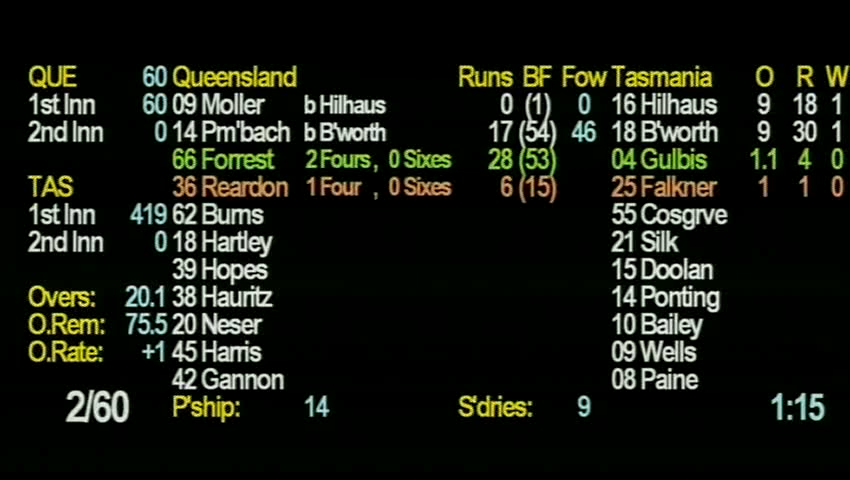 QUE 60 Queensland Runs BF Fow Tasmania O R W
1st Inn 60 09 Moller b Hilhaus 0 (1) 0 16 Hilhaus 9 18 1
2nd Inn 0 14 Pm'bach b B'worth 17 (54) 46 18 B'worth 9 30 1
66 Forrest 2 Fours , 0 Sixes 28 (53) 04 Gulbis 1.1 4 0
TAS 36 Reardon 1 Four , 0 Sixes 6 (15) 25 Falkner 1 1 0
1st Inn 419 62 Burns 55 Cosgrve
2nd Inn 0 18 Hartley 21 Silk
39 Hopes 15 Doolan
Overs: 20.1 38 Hauritz 14 Ponting
O.Rem: 75.5 20 Neser 10 Bailey
O.Rate: +1 45 Harris 09 Wells
42 Gannon 08 Paine
2/60 P'ship: 14 S'dries: 9 1:15